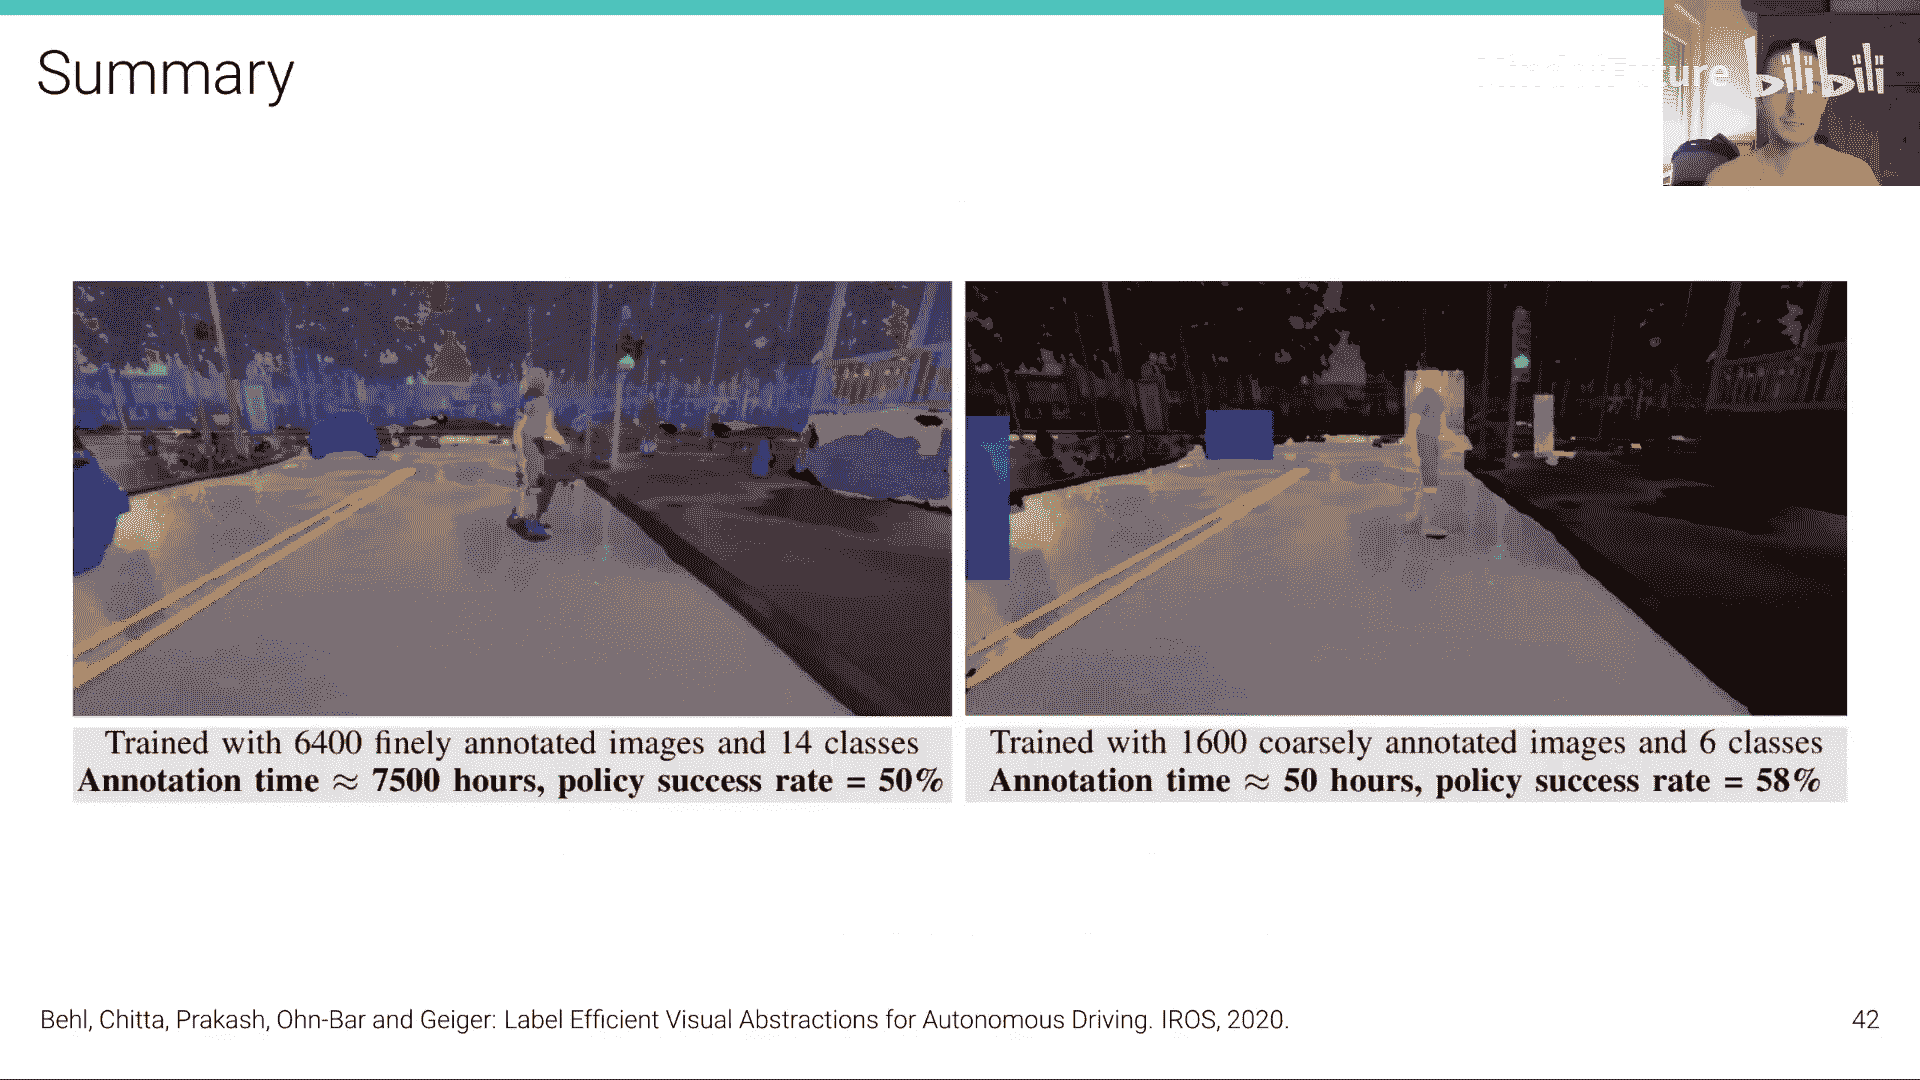 Summary
bilibili
Trained with 6400 finely annotated images and 14 classes
Annotation time ≈ 7500 hours, policy success rate = 50%
Trained with 1600 coarsely annotated images and 6 classes
Annotation time ≈ 50 hours, policy success rate = 58%
Behl, Chitta, Prakash, Ohn-Bar and Geiger: Label Efficient Visual Abstractions for Autonomous Driving. IROS, 2020.
42